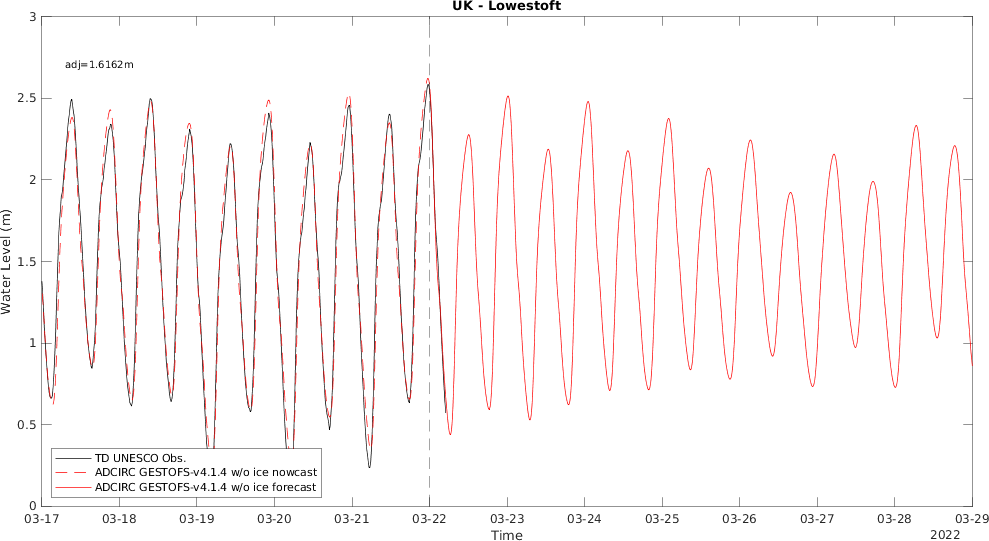 UK - Lowestoft
3
adj=1.6162m
2.5
2
1.5
1
0.5
0
Water Level (m)
TD UNESCO Obs.
ADCIRC GESTOFS-v4.1.4 w/o ice nowcast
ADCIRC GESTOFS-v4.1.4 w/o ice forecast
03-17 03-18 03-19 03-20 03-21 03-22 03-23 03-24 03-25 03-26 03-27 03-28 03-29
Time
2022